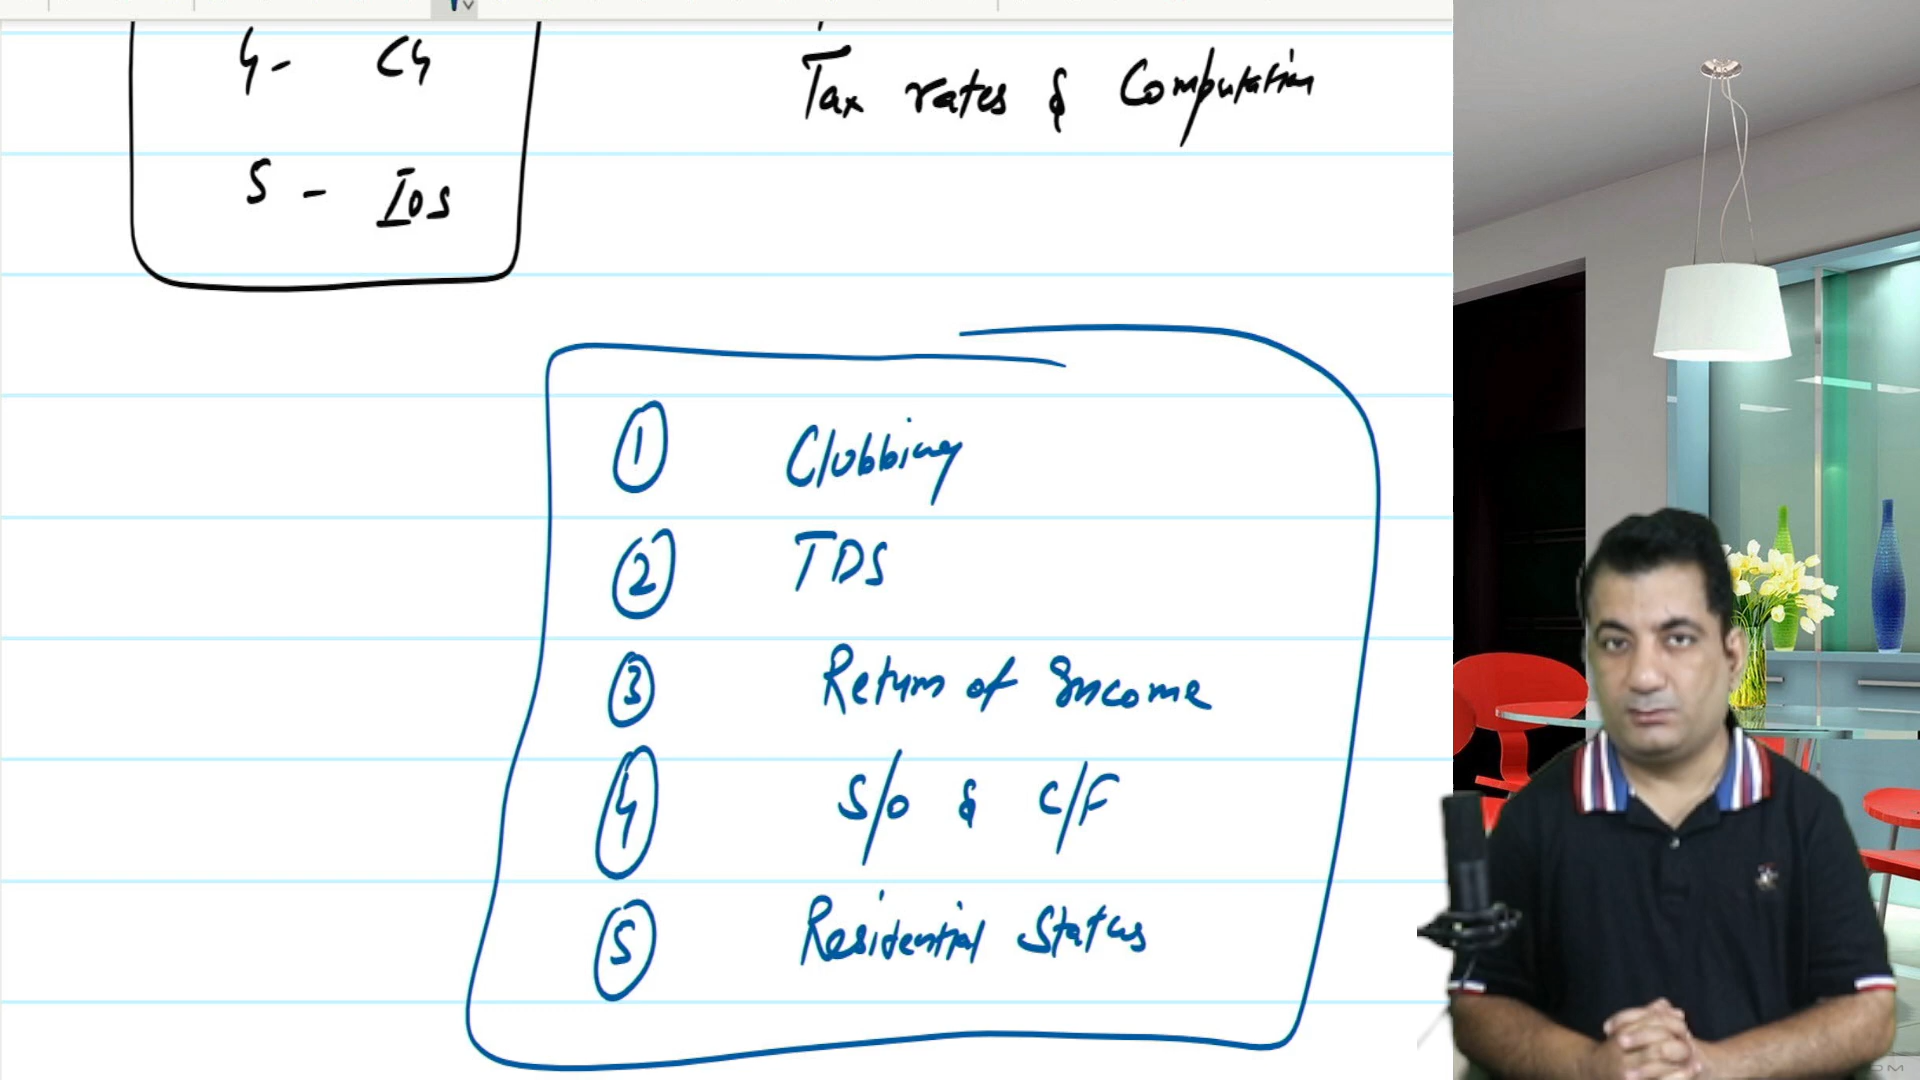 4- CG
5 - IOS
Tax rates & Computation
1 Clubbing
2 TDS
3 Return of Income
4 S/O & C/F
5 Residential Status